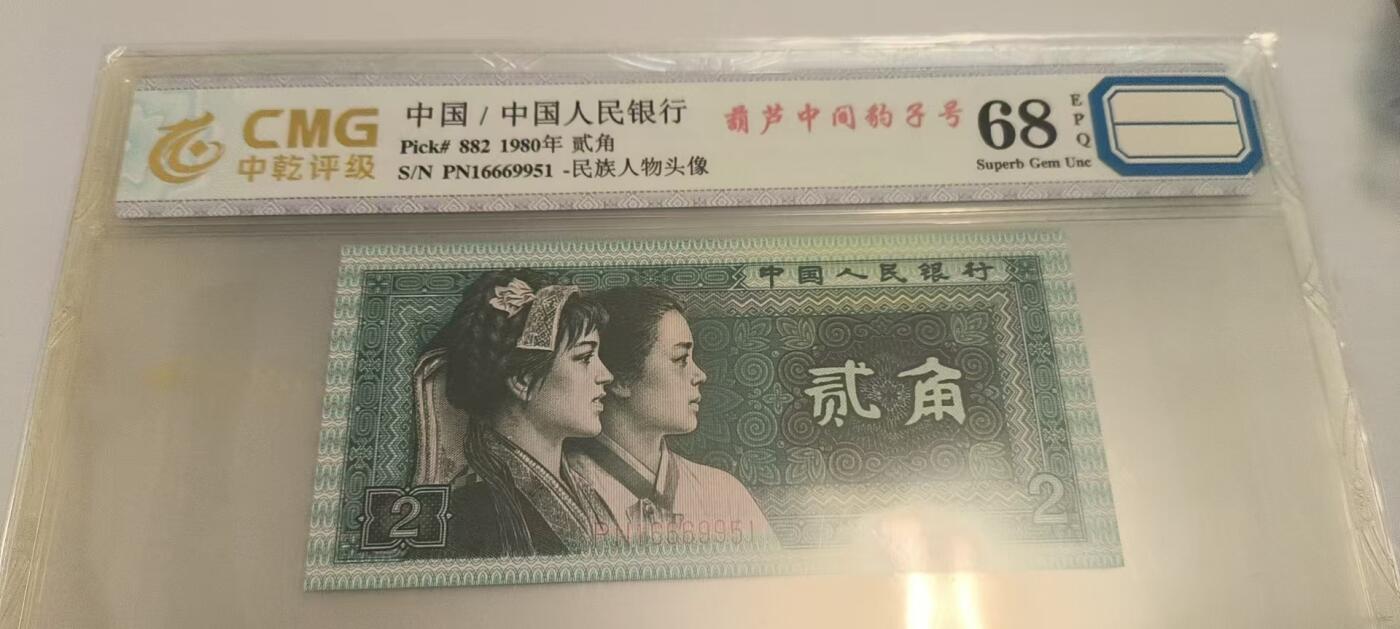 CMG
中乾评级
中国 / 中国人民银行
Pick# 882 1980年 贰角
S/N PN16669951 -民族人物头像
葫芦中间豹子号
68
EPQ
Superb Gem Unc
中国人民银行
贰角
2
2
PN16669951